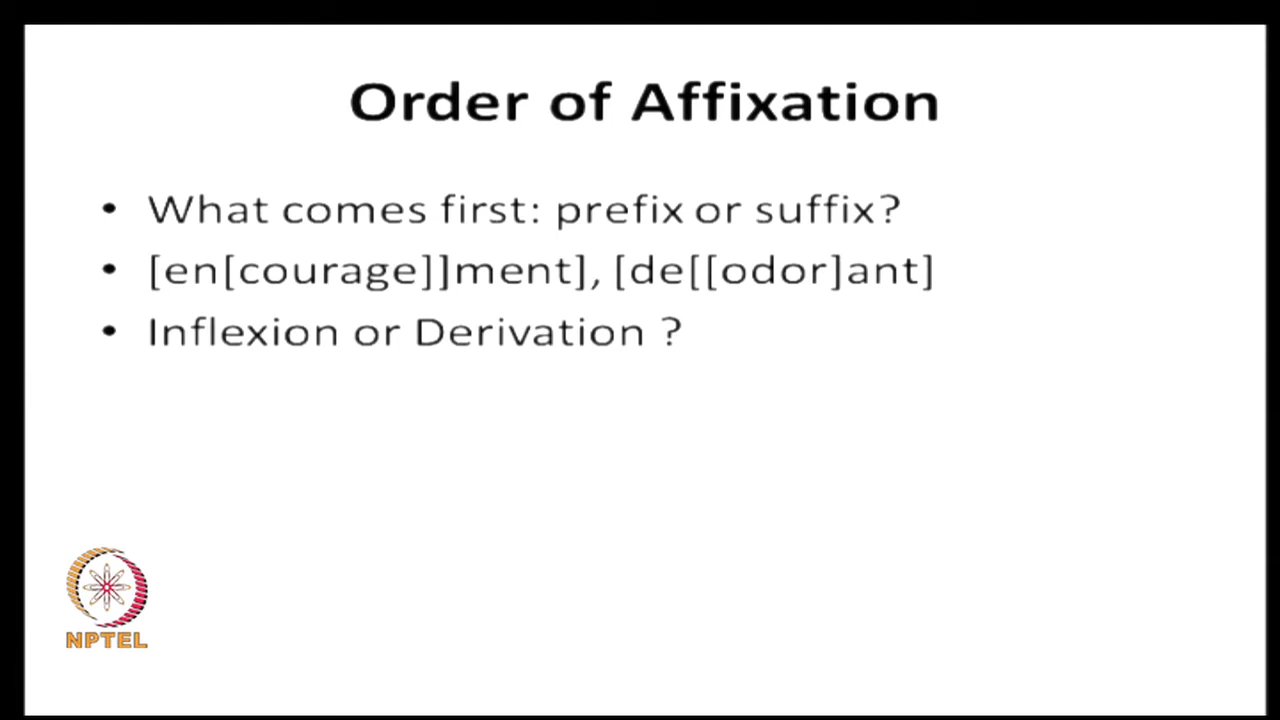 Order of Affixation
• What comes first: prefix or suffix?
• [en[courage]]ment], [de[[odor]ant]
• Inflexion or Derivation ?
NPTEL